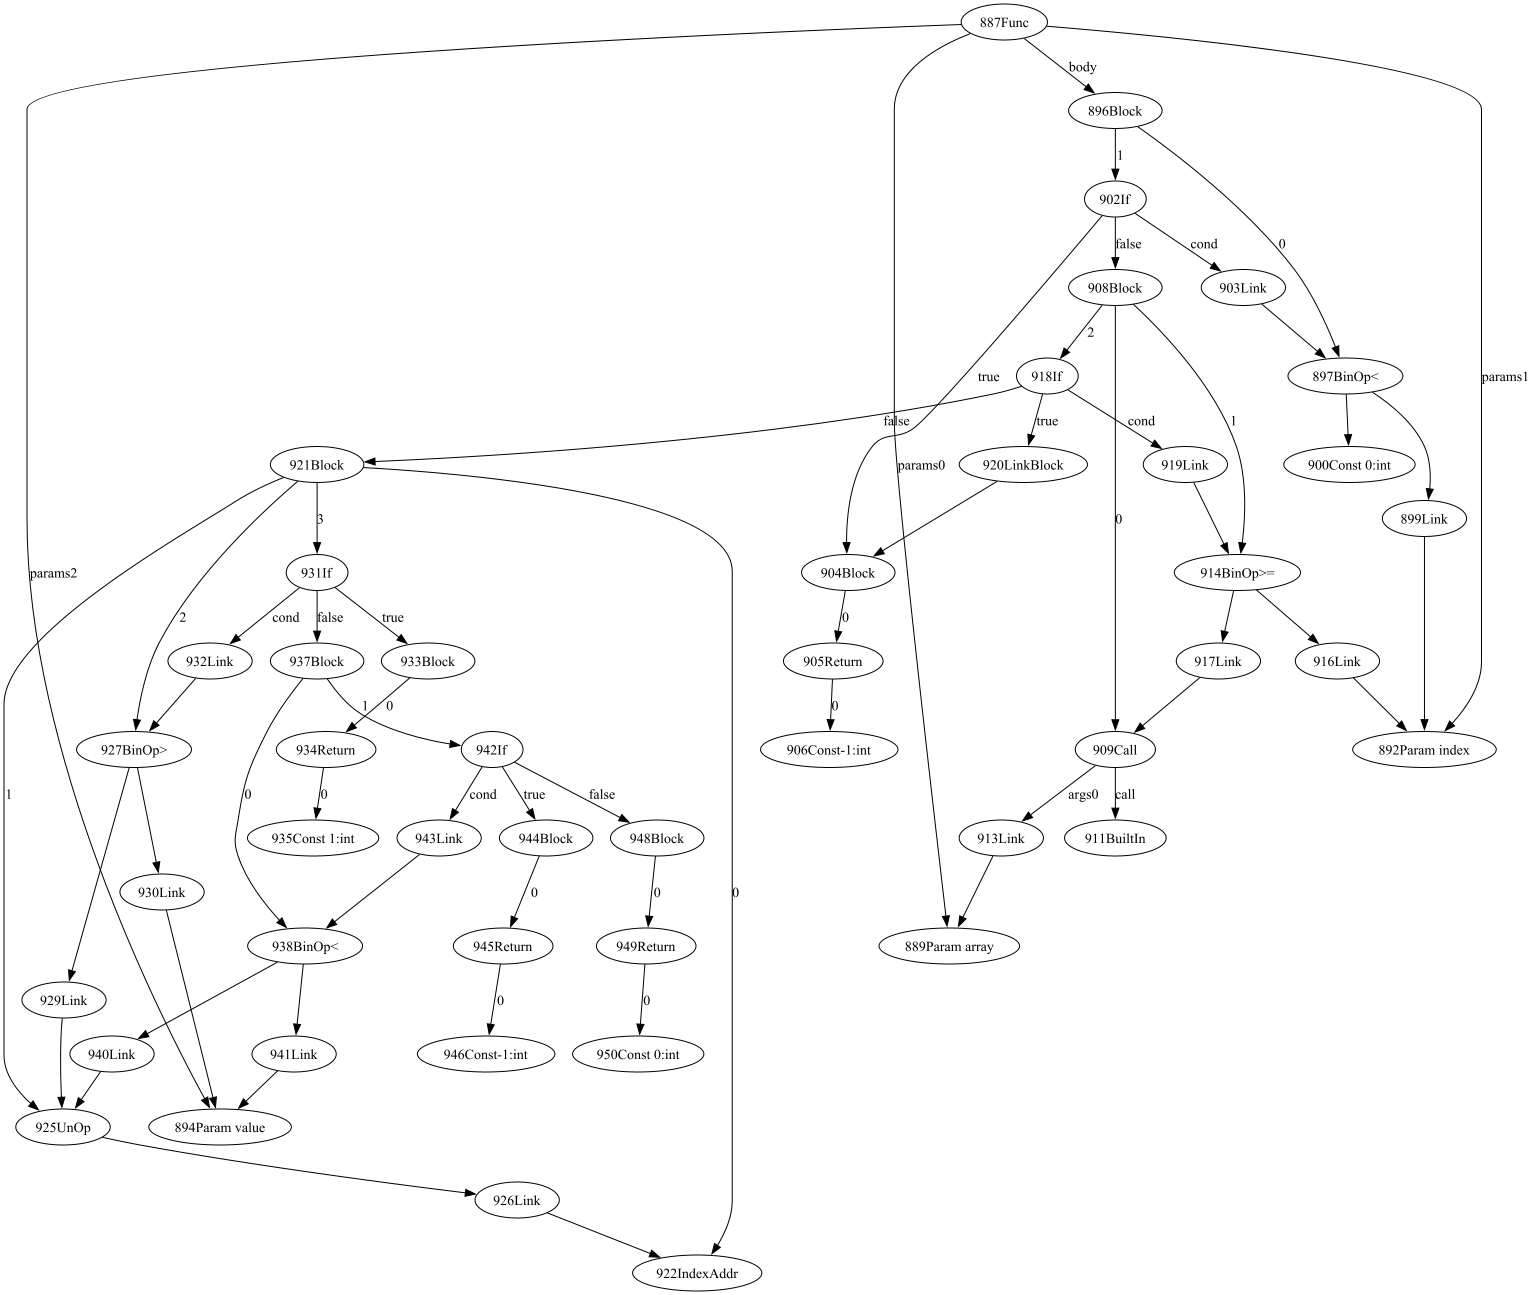 887Func
body
896Block
1
902If
false
cond
0
908Block
903Link
2
918If
true
897BinOp<
params1
false
true
cond
0
1
921Block
920LinkBlock
919Link
900Const 0:int
params0
3
899Link
931If
904Block
914BinOp>=
params2
2
cond
false
true
0
932Link
937Block
933Block
905Return
917Link
916Link
1
0
0
927BinOp>
934Return
942If
906Const-1:int
909Call
892Param index
1
0
0
cond
true
false
args0
call
935Const 1:int
943Link
944Block
948Block
913Link
911BuiltIn
930Link
0
0
0
938BinOp<
945Return
949Return
889Param array
929Link
0
0
940Link
941Link
946Const-1:int
950Const 0:int
925UnOp
894Param value
926Link
922IndexAddr